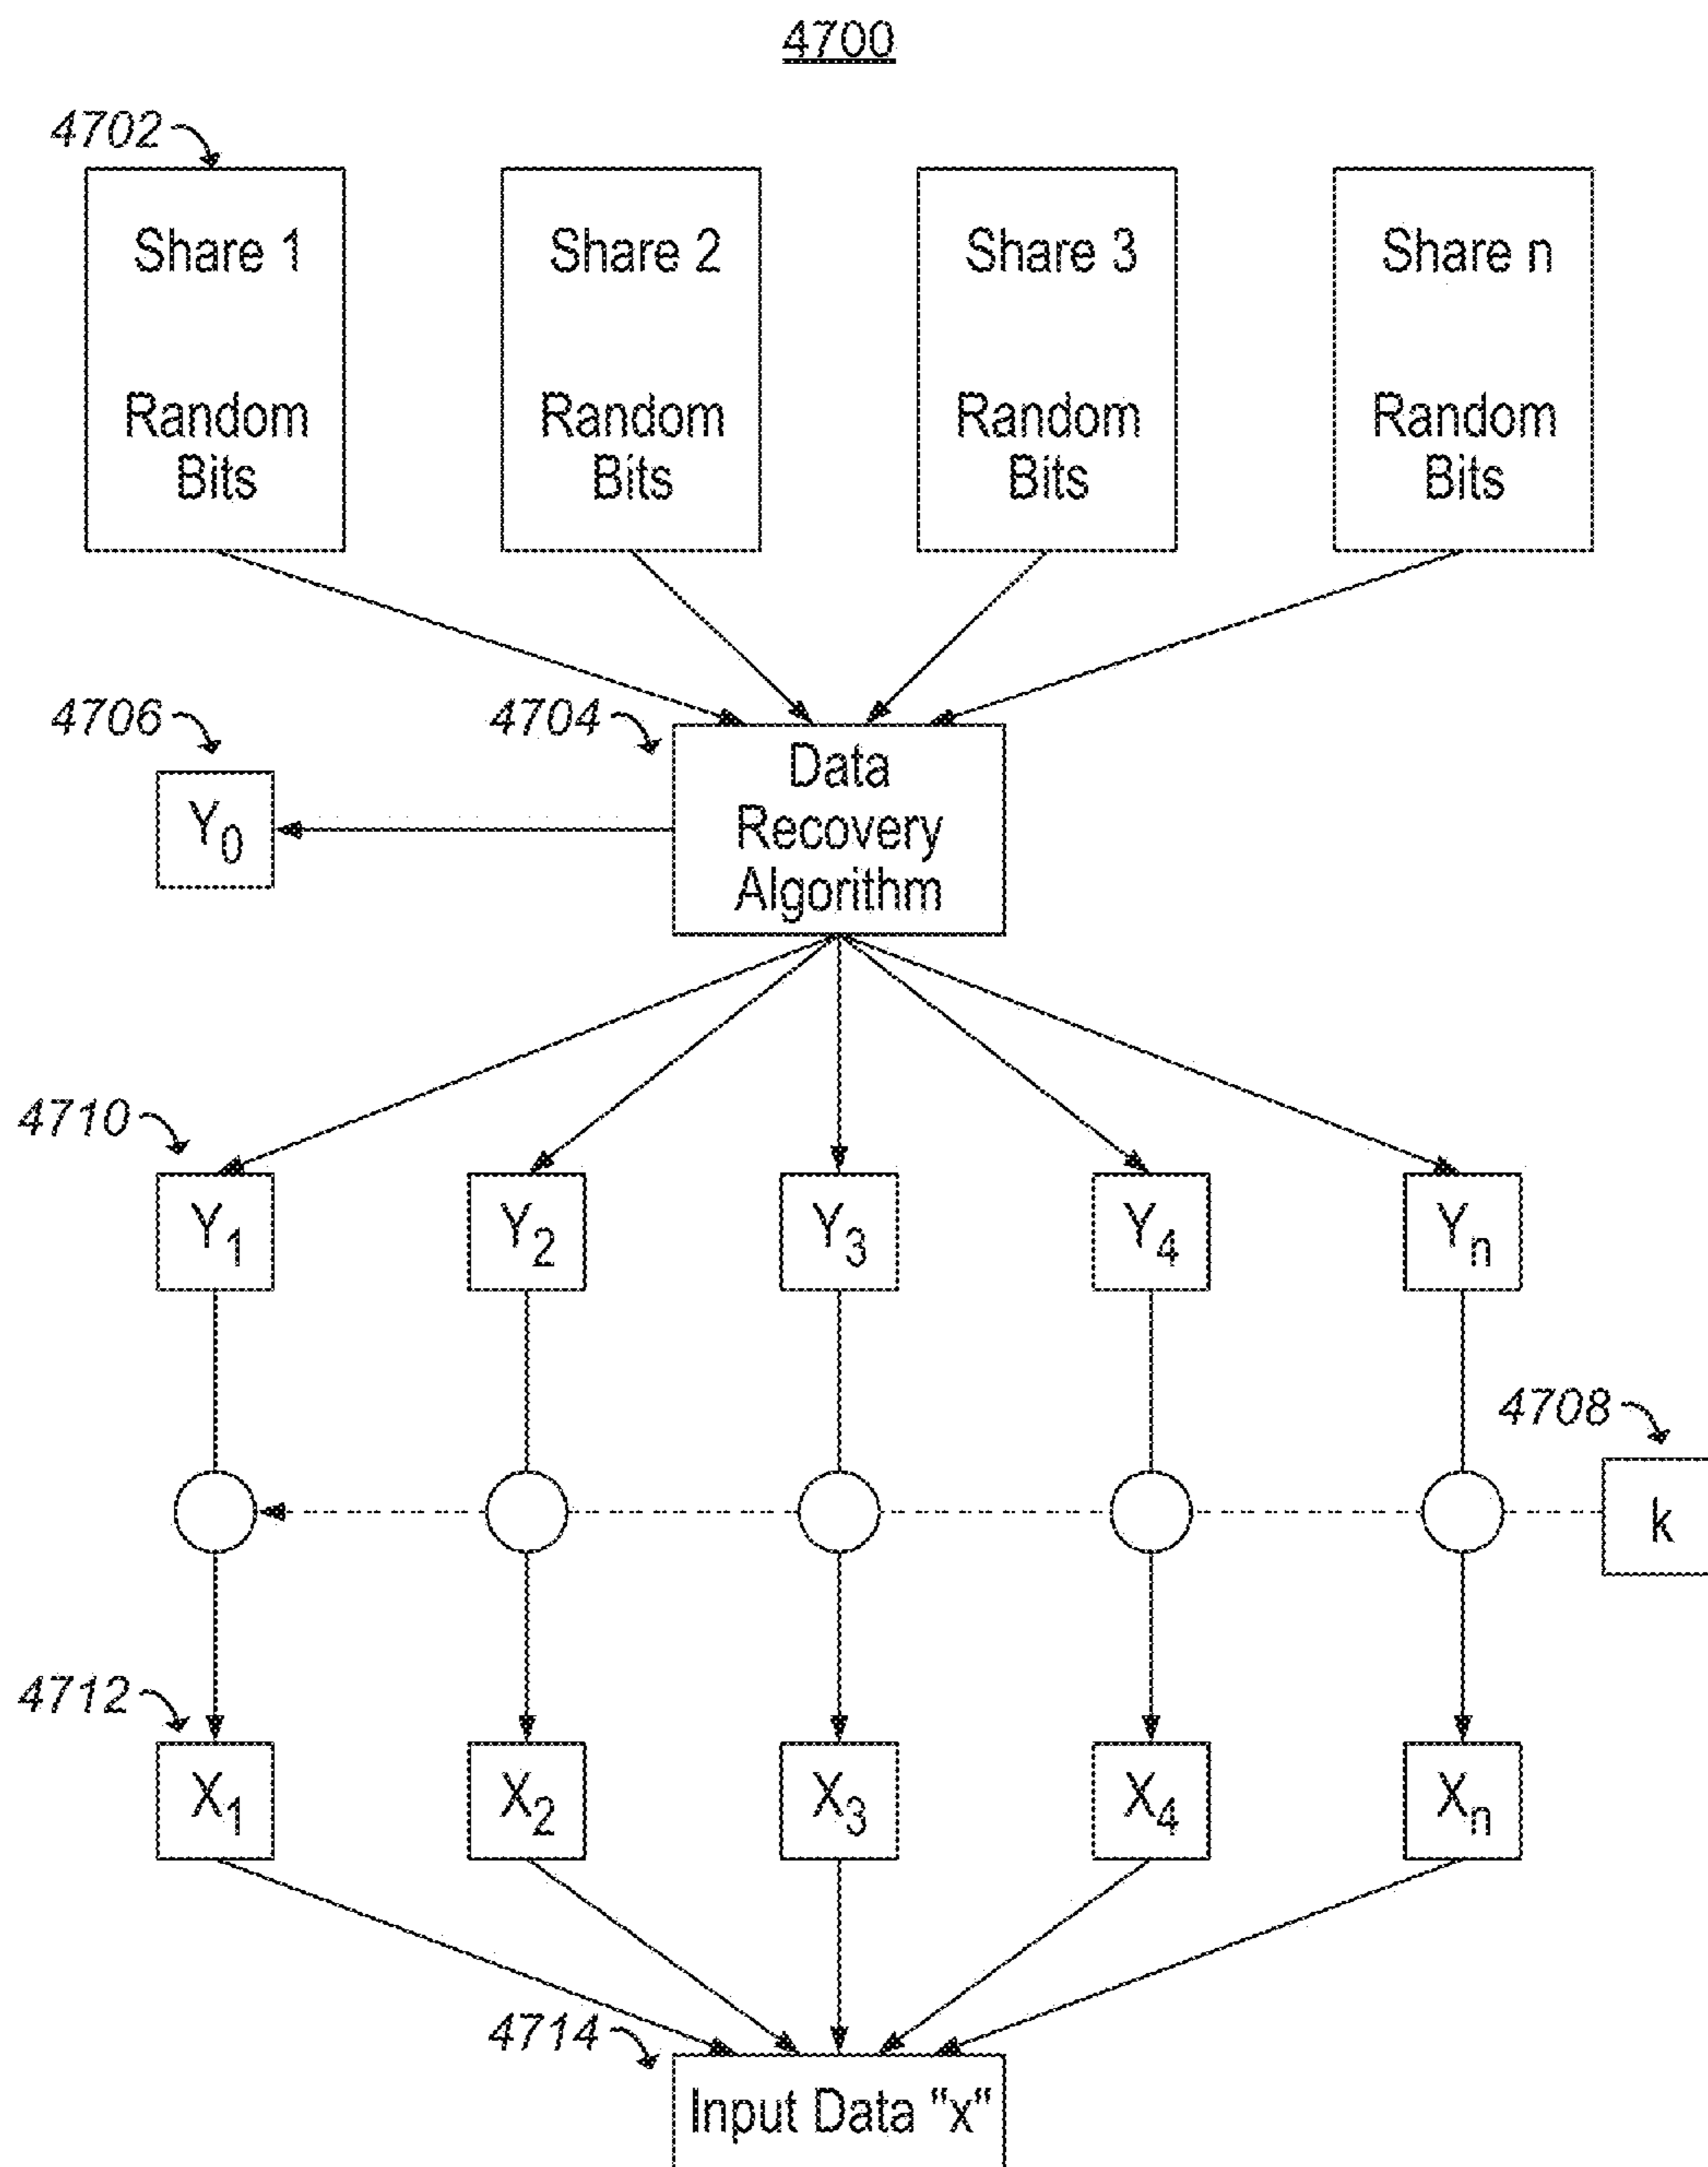 4700
4702
Share 1
Random
Bits
Share 2
Random
Bits
Share 3
Random
Bits
Share n
Random
Bits
4706
4704
Y0
Data
Recovery
Algorithm
4710
Y1
Y2
Y3
Y4
Yn
4708
k
4712
X1
X2
X3
X4
Xn
4714
Input Data "x"